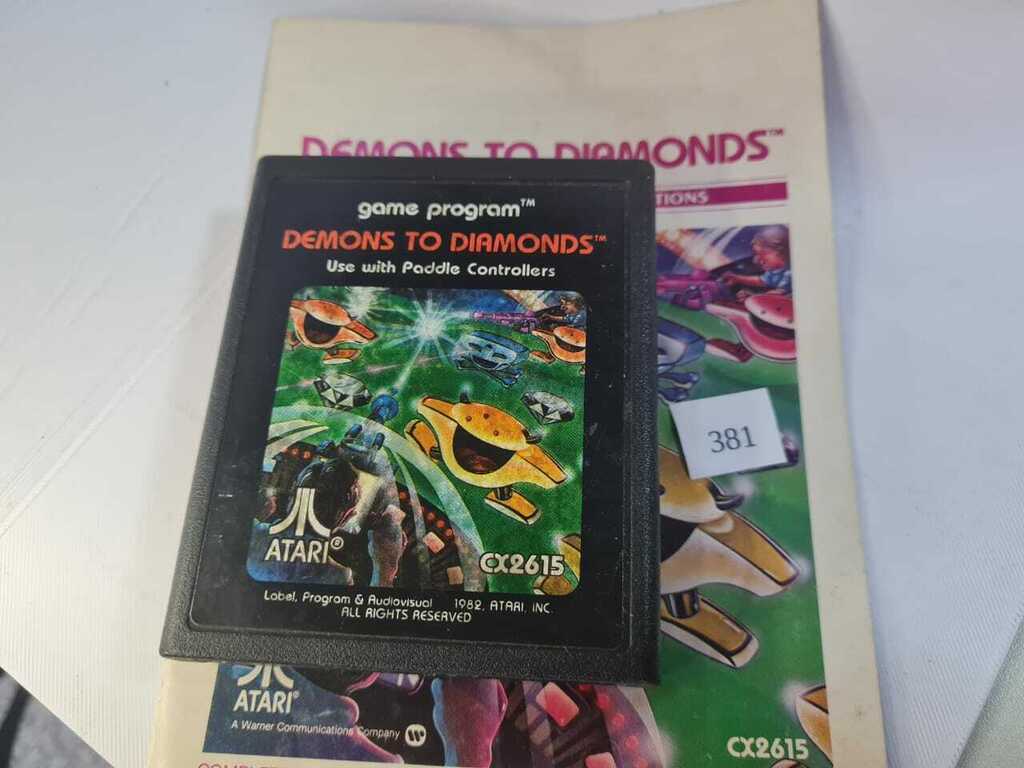 DEMONS TO DIAMONDS™
TIONS
game program™
DEMONS TO DIAMONDS™
Use with Paddle Controllers
381
ATARI®
CX2615
Label, Program & Audiovisual 1982, ATARI, INC.
ALL RIGHTS RESERVED
ATARI®
A Warner Communications Company
CX2615